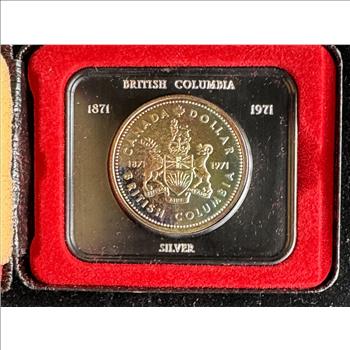 BRITISH COLUMBIA
1871 1971
CANADA DOLLAR
1871 1971
BRITISH COLUMBIA
SILVER